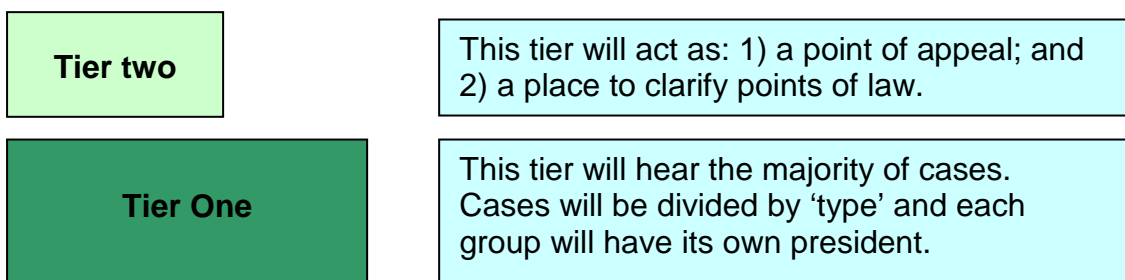 Tier two
This tier will act as: 1) a point of appeal; and
2) a place to clarify points of law.
Tier One
This tier will hear the majority of cases.
Cases will be divided by ‘type’ and each
group will have its own president.